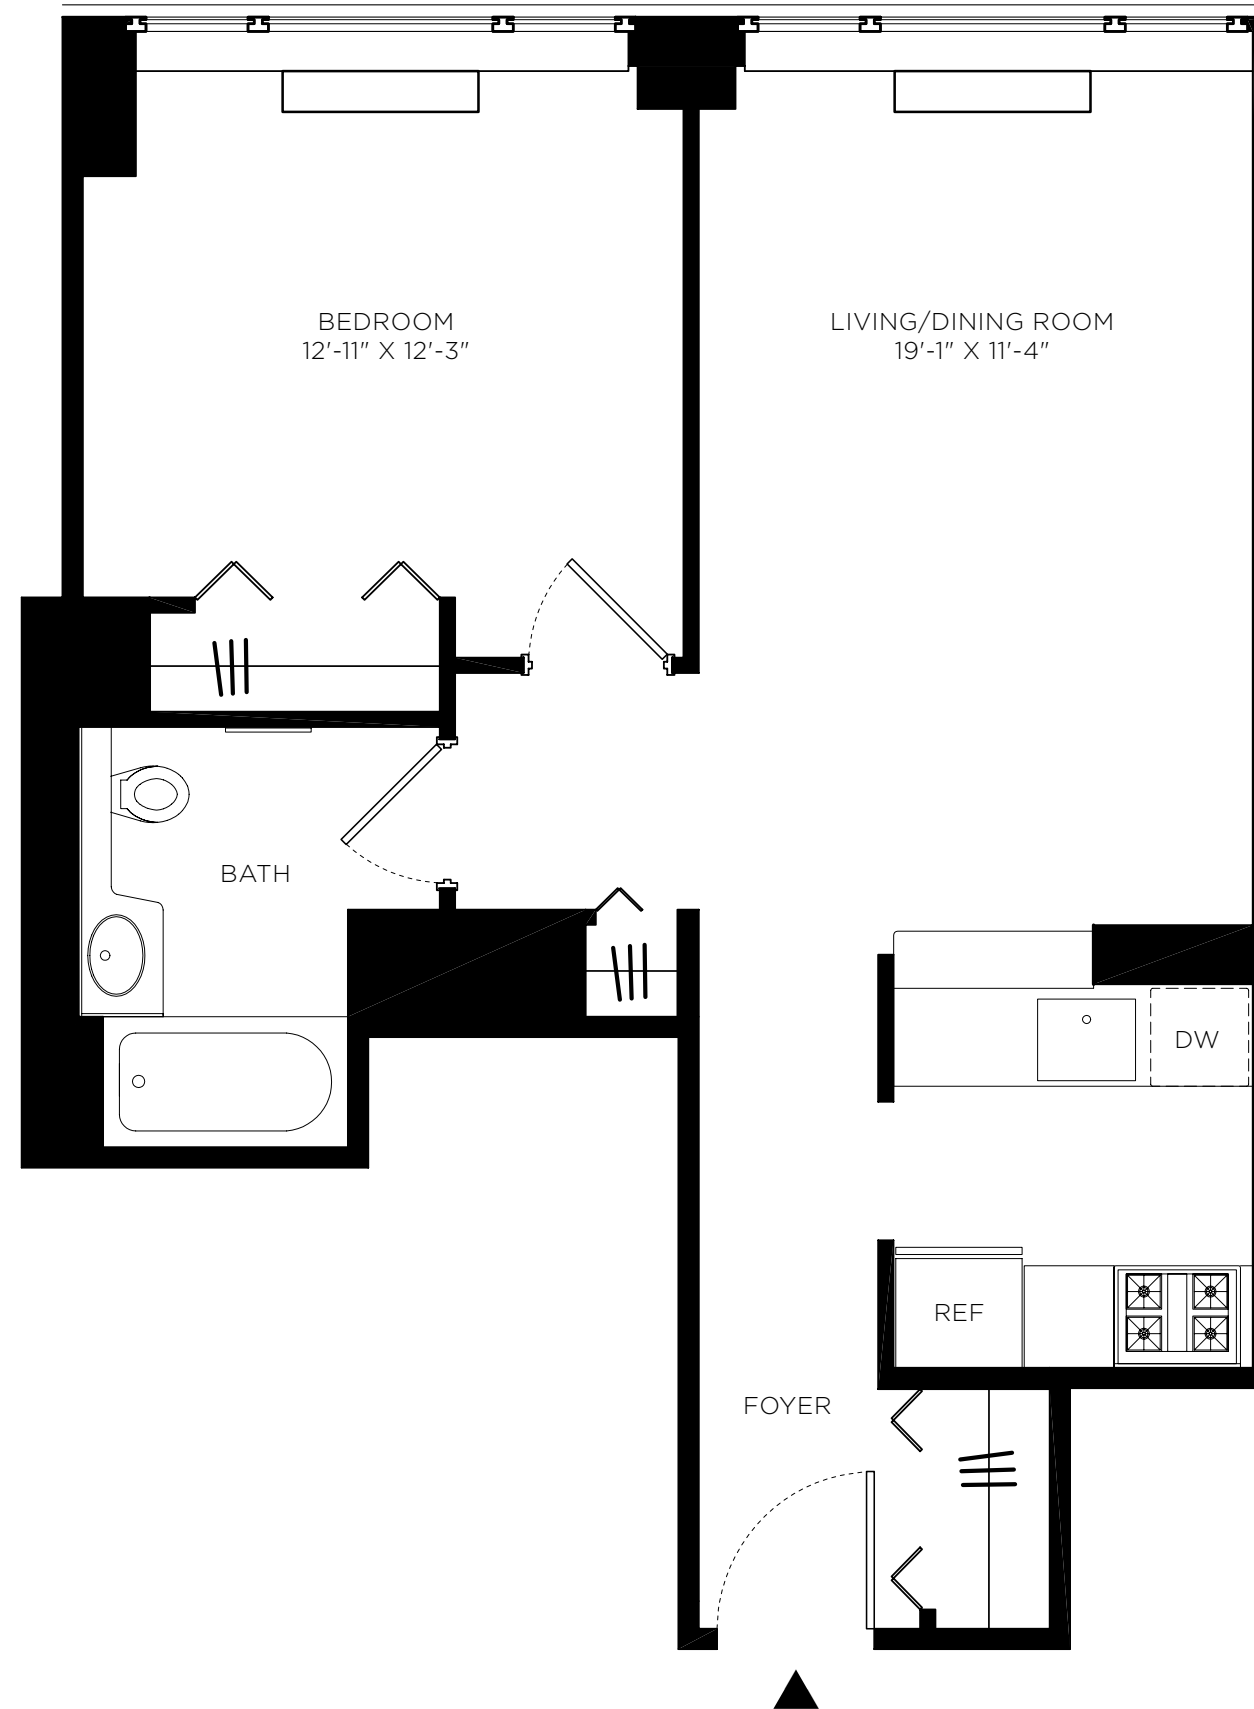 BEDROOM
12'-11" X 12'-3"
LIVING/DINING ROOM
19'-1" X 11'-4"
BATH
DW
REF
FOYER